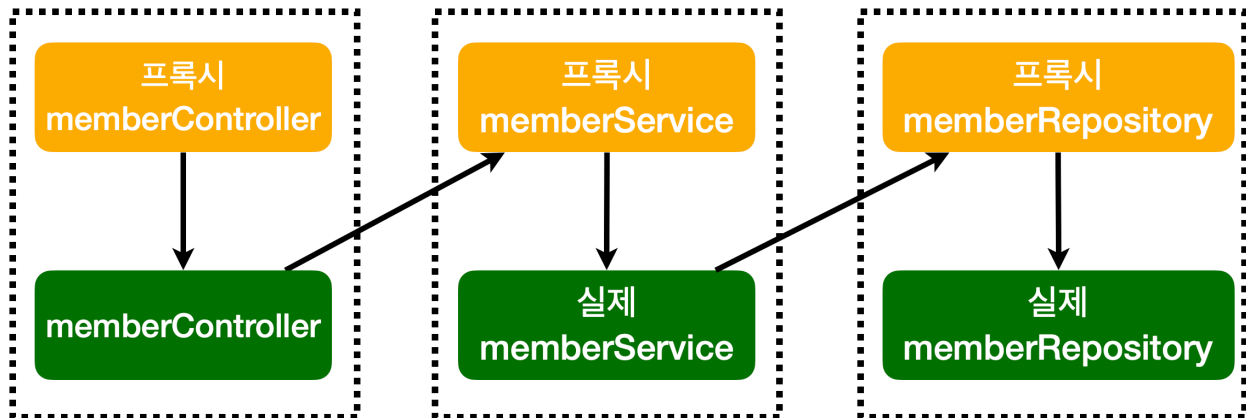 프록시
memberController
프록시
memberService
프록시
memberRepository
memberController
실제
memberService
실제
memberRepository